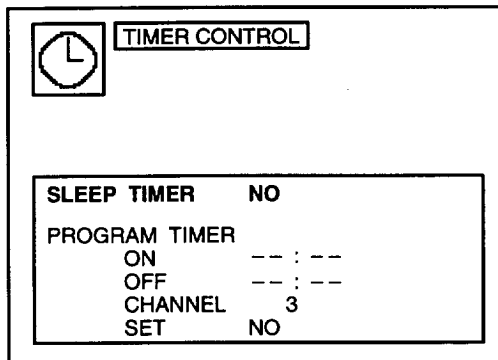 TIMER CONTROL
SLEEP TIMER NO
PROGRAM TIMER
ON -- : --
OFF -- : --
CHANNEL 3
SET NO